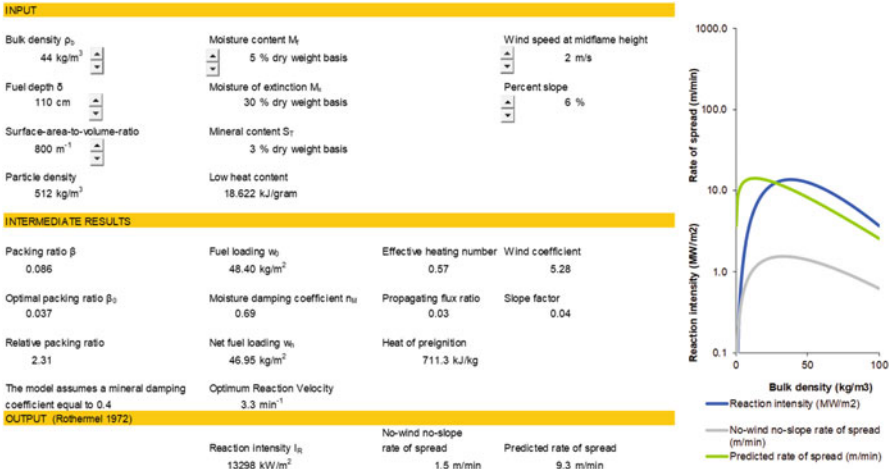 INPUT
Bulk density ρb
44 kg/m³
Moisture content Mf
5 % dry weight basis
Wind speed at midflame height
2 m/s
Fuel depth δ
110 cm
Moisture of extinction Mx
30 % dry weight basis
Percent slope
6 %
Surface-area-to-volume-ratio
800 m⁻¹
Mineral content ST
3 % dry weight basis
Particle density
512 kg/m³
Low heat content
18.622 kJ/gram
INTERMEDIATE RESULTS
Packing ratio β
0.086
Fuel loading w0
48.40 kg/m²
Effective heating number
0.57
Wind coefficient
5.28
Optimal packing ratio β0
0.037
Moisture damping coefficient nM
0.69
Propagating flux ratio
0.03
Slope factor
0.04
Relative packing ratio
2.31
Net fuel loading wn
46.95 kg/m²
Heat of preignition
711.3 kJ/kg
The model assumes a mineral damping
coefficient equal to 0.4
Optimum Reaction Velocity
3.3 min⁻¹
OUTPUT (Rothermel 1972)
Reaction intensity IR
13298 kW/m²
No-wind no-slope
rate of spread
1.5 m/min
Predicted rate of spread
9.3 m/min
Rate of spread (m/min)
Reaction intensity (MW/m2)
1000.0
100.0
10.0
1.0
0.1
0
50
100
Bulk density (kg/m3)
Reaction intensity (MW/m2)
No-wind no-slope rate of spread
(m/min)
Predicted rate of spread (m/min)